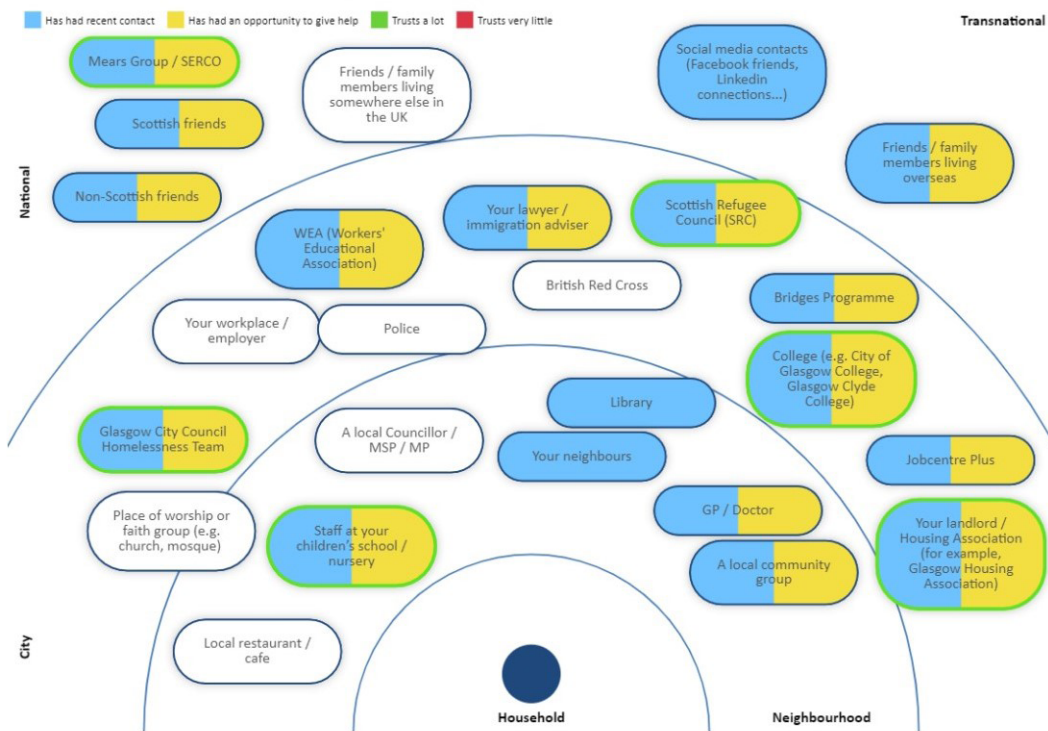 Has had recent contact
Has had an opportunity to give help
Trusts a lot
Trusts very little
Transnational
Mears Group / SERCO
Scottish friends
Non-Scottish friends
National
Friends / family
members living
somewhere else in
the UK
Social media contacts
(Facebook friends,
Linkedin
connections...)
Friends / family
members living
overseas
WEA (Workers'
Educational
Association)
Your lawyer /
immigration adviser
Scottish Refugee
Council (SRC)
British Red Cross
Bridges Programme
Your workplace /
employer
Police
College (e.g. City of
Glasgow College,
Glasgow Clyde
College)
Library
Glasgow City Council
Homelessness Team
A local Councillor /
MSP / MP
Your neighbours
Jobcentre Plus
Place of worship or
faith group (e.g.
church, mosque)
Staff at your
children’s school /
nursery
GP / Doctor
A local community
group
Your landlord /
Housing Association
(for example,
Glasgow Housing
Association)
City
Local restaurant /
cafe
Household
Neighbourhood